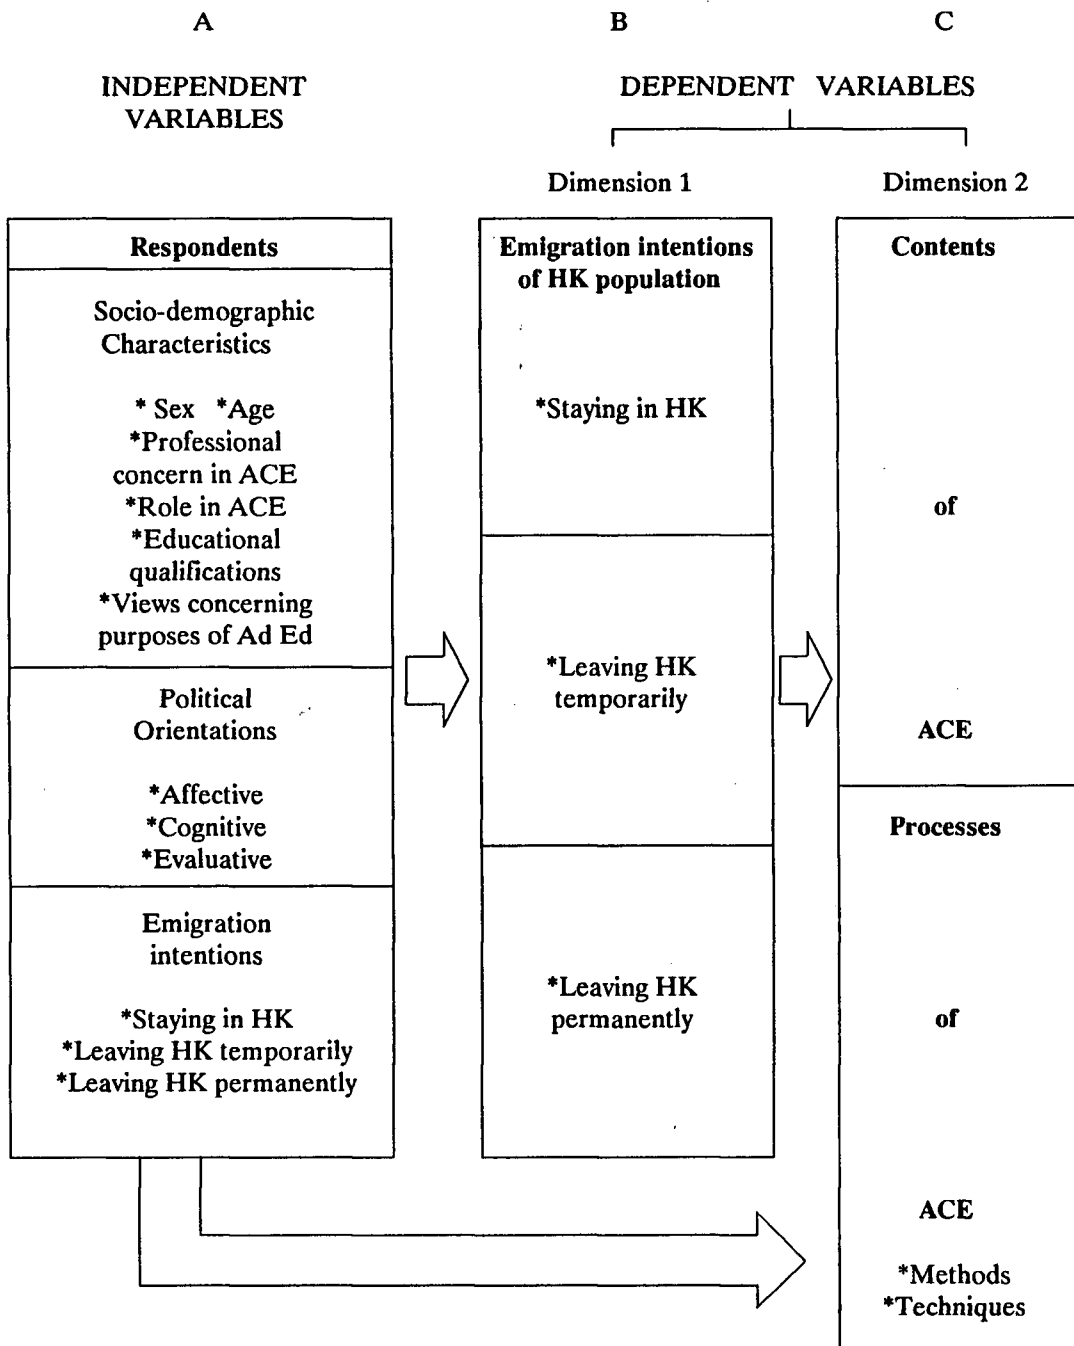 A
INDEPENDENT
VARIABLES
B C
DEPENDENT VARIABLES
Dimension 1 Dimension 2
Respondents
Socio-demographic
Characteristics
* Sex *Age
*Professional
concern in ACE
*Role in ACE
*Educational
qualifications
*Views concerning
purposes of Ad Ed
Political
Orientations
*Affective
*Cognitive
*Evaluative
Emigration
intentions
*Staying in HK
*Leaving HK temporarily
*Leaving HK permanently
Emigration intentions
of HK population
*Staying in HK
*Leaving HK
temporarily
*Leaving HK
permanently
Contents
of
ACE
Processes
of
ACE
*Methods
*Techniques